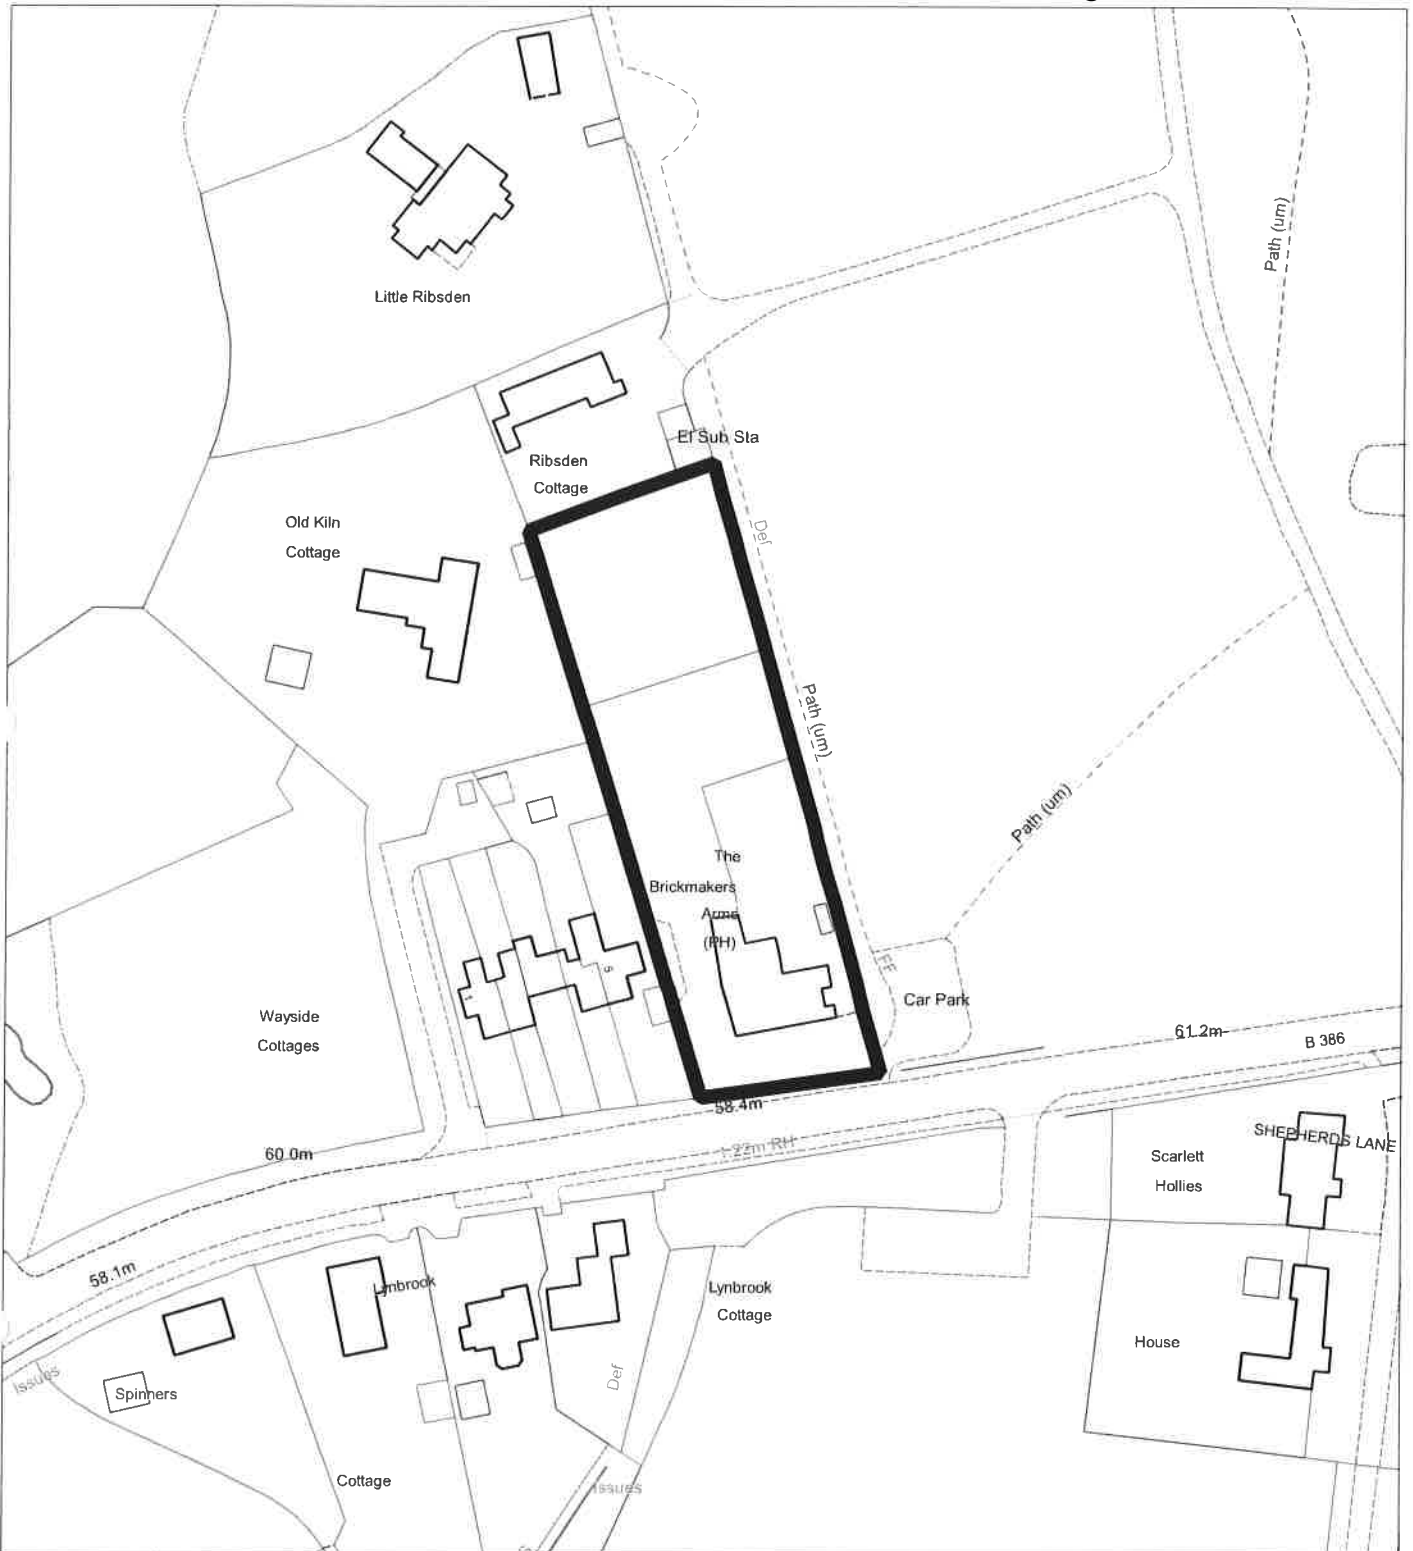 Path (um)
Little Ribsden
El Sub Sta
Ribsden
Cottage
Old Kiln
Cottage
Def
Path (um)
Path (um)
The
Brickmakers
Arms
(PH)
5
1
FF
Car Park
Wayside
Cottages
61.2m
B 386
58.4m
1.22m RH
60.0m
SHEPHERDS LANE
Scarlett
Hollies
58.1m
Lynbrook
Lynbrook
Cottage
House
Def
Issues
Spinners
Cottage
Issues